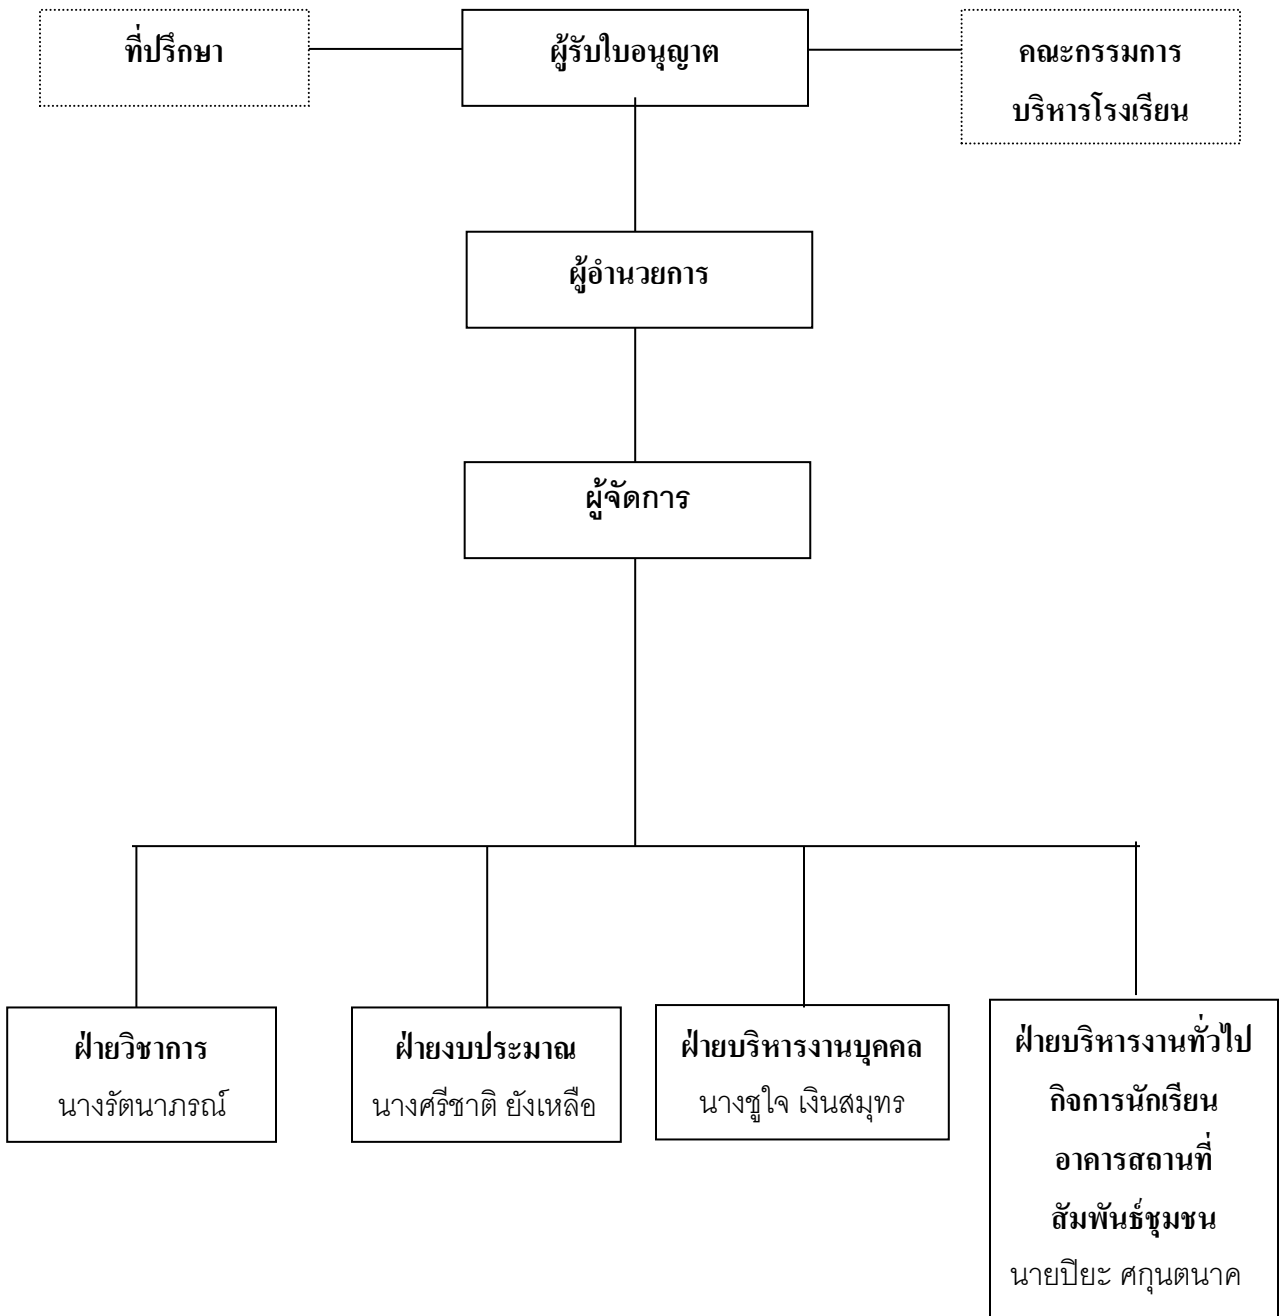 ที่ปรึกษา
ผู้รับใบอนุญาต
คณะกรรมการ
บริหารโรงเรียน
ผู้อำนวยการ
ผู้จัดการ
ฝ่ายวิชาการ
นางรัตนาภรณ์
ฝ่ายงบประมาณ
นางศรีชาติ ยังเหลือ
ฝ่ายบริหารงานบุคคล
นางชูใจ เงินสมุทร
ฝ่ายบริหารงานทั่วไป
กิจการนักเรียน
อาคารสถานที่
สัมพันธ์ชุมชน
นายปิยะ ศกุนตนาค